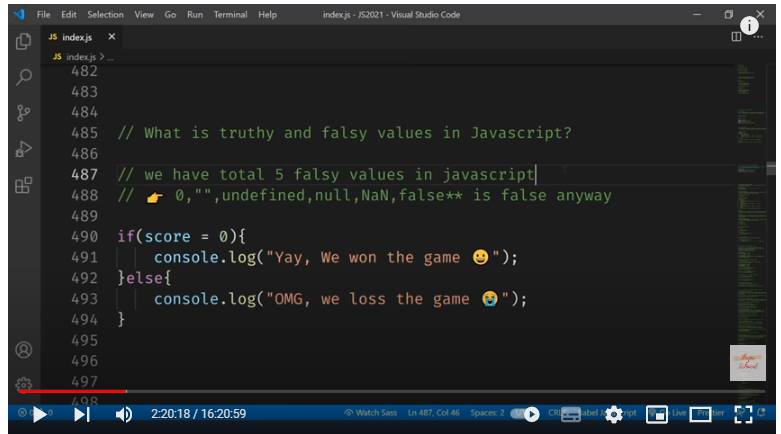 File Edit Selection View Go Run Terminal Help index.js - JS2021 - Visual Studio Code
JS index.js ×
JS index.js > ...
482
483
484
485 // What is truthy and falsy values in Javascript?
486
487 // we have total 5 falsy values in javascript
488 // 👉 0,"",undefined,null,NaN,false** is false anyway
489
490 if(score = 0){
491 console.log("Yay, We won the game 😀");
492 }else{
493 console.log("OMG, we loss the game 😭");
494 }
495
496
497
498
Watch Sass Ln 487, Col 46 Spaces: 2 Live Prettier
2:20:18 / 16:20:59